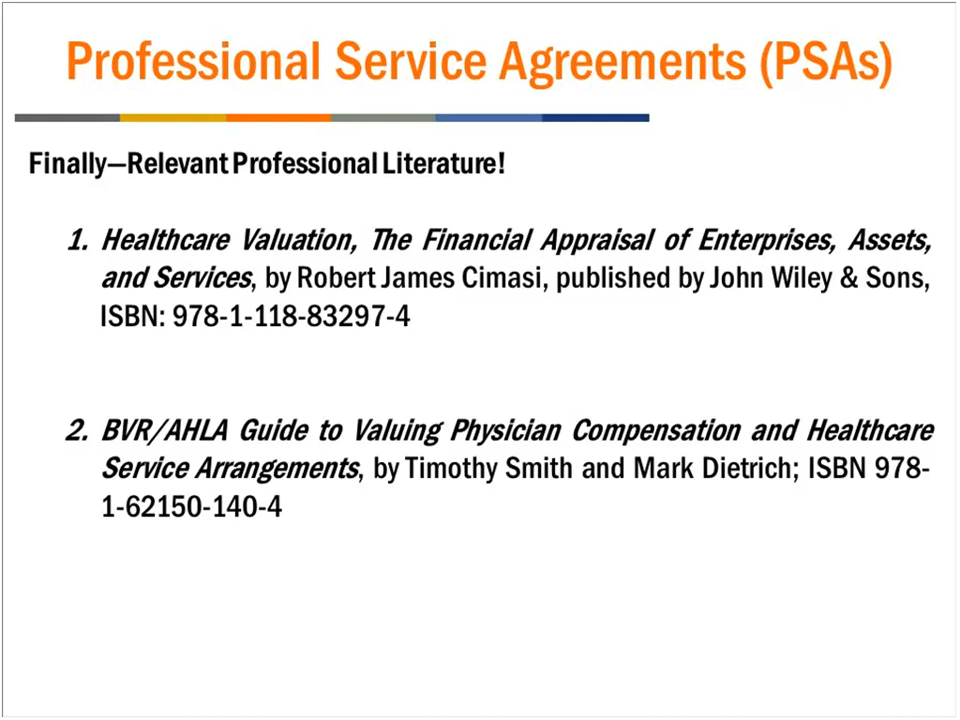 Professional Service Agreements (PSAs)
Finally—Relevant Professional Literature!
1. Healthcare Valuation, The Financial Appraisal of Enterprises, Assets,
and Services, by Robert James Cimasi, published by John Wiley & Sons,
ISBN: 978-1-118-83297-4
2. BVR/AHLA Guide to Valuing Physician Compensation and Healthcare
Service Arrangements, by Timothy Smith and Mark Dietrich; ISBN 978-
1-62150-140-4